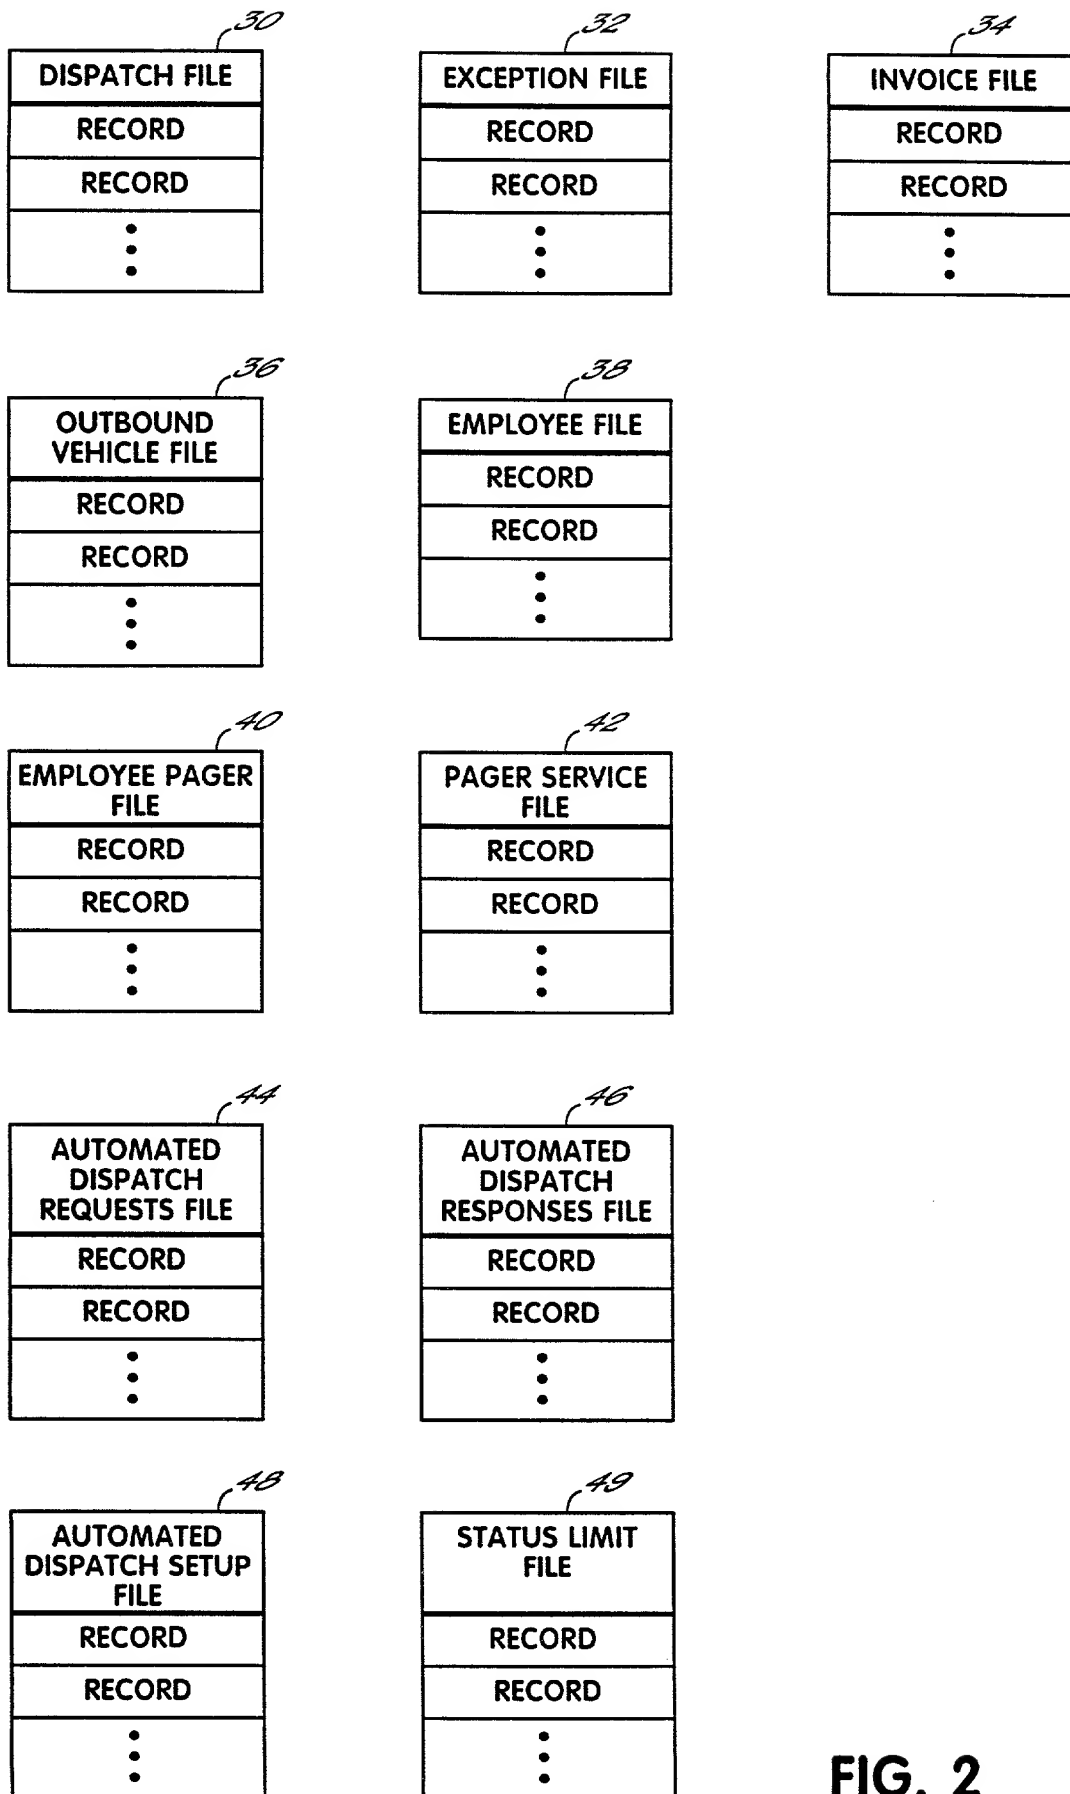 30
DISPATCH FILE
RECORD
RECORD
32
EXCEPTION FILE
RECORD
RECORD
34
INVOICE FILE
RECORD
RECORD
36
OUTBOUND
VEHICLE FILE
RECORD
RECORD
38
EMPLOYEE FILE
RECORD
RECORD
40
EMPLOYEE PAGER
FILE
RECORD
RECORD
42
PAGER SERVICE
FILE
RECORD
RECORD
44
AUTOMATED
DISPATCH
REQUESTS FILE
RECORD
RECORD
46
AUTOMATED
DISPATCH
RESPONSES FILE
RECORD
RECORD
48
AUTOMATED
DISPATCH SETUP
FILE
RECORD
RECORD
49
STATUS LIMIT
FILE
RECORD
RECORD
FIG. 2